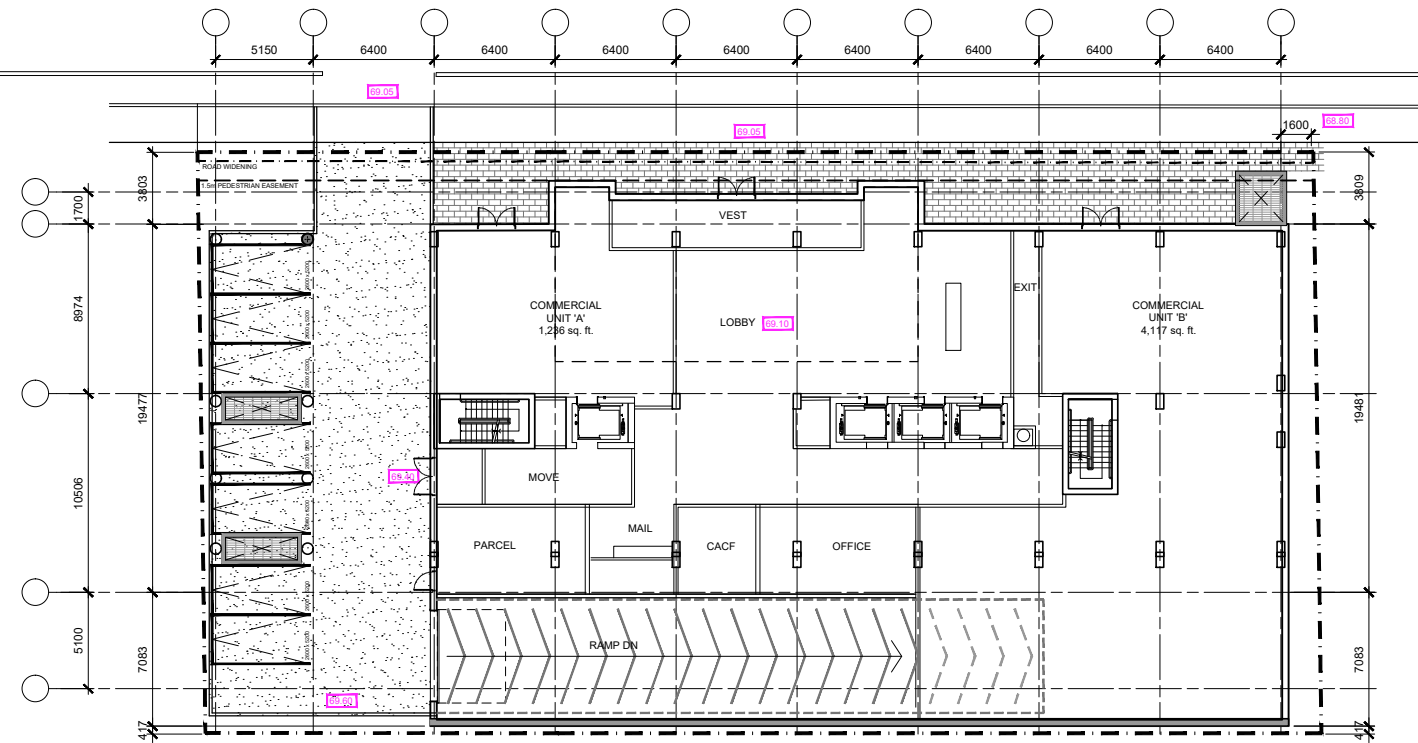 5150
6400
6400
6400
6400
6400
6400
6400
6400
69.05
69.05
1600
68.80
ROAD WIDENING
1.5m PEDESTRIAN EASEMENT
3803
1700
3809
VEST
EXIT
COMMERCIAL
UNIT 'A'
1,236 sq. ft.
LOBBY
69.10
COMMERCIAL
UNIT 'B'
4,117 sq. ft.
8974
19477
19481
69.40
MOVE
10506
PARCEL
MAIL
CACF
OFFICE
5100
7083
RAMP DN
7083
69.60
417
417